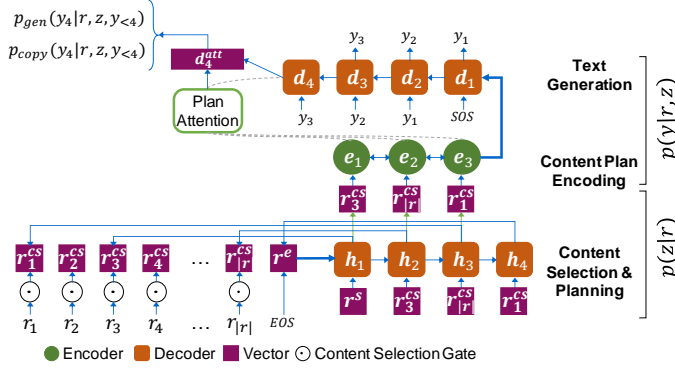 p_gen(y_4|r, z, y_{<4})
p_copy(y_4|r, z, y_{<4})
d_4^att
Plan
Attention
y_3 y_2 y_1
d_4 d_3 d_2 d_1
y_3 y_2 y_1 SOS
Text
Generation
p(y|r, z)
e_1 e_2 e_3
Content Plan
Encoding
r_3^cs r_|r|^cs r_1^cs
r_1^cs r_2^cs r_3^cs r_4^cs ... r_|r|^cs r^e h_1 h_2 h_3 h_4
r^s r_3^cs r_|r|^cs r_1^cs
Content
Selection &
Planning
p(z|r)
r_1 r_2 r_3 r_4 ... r_|r| EOS
Encoder Decoder Vector Content Selection Gate